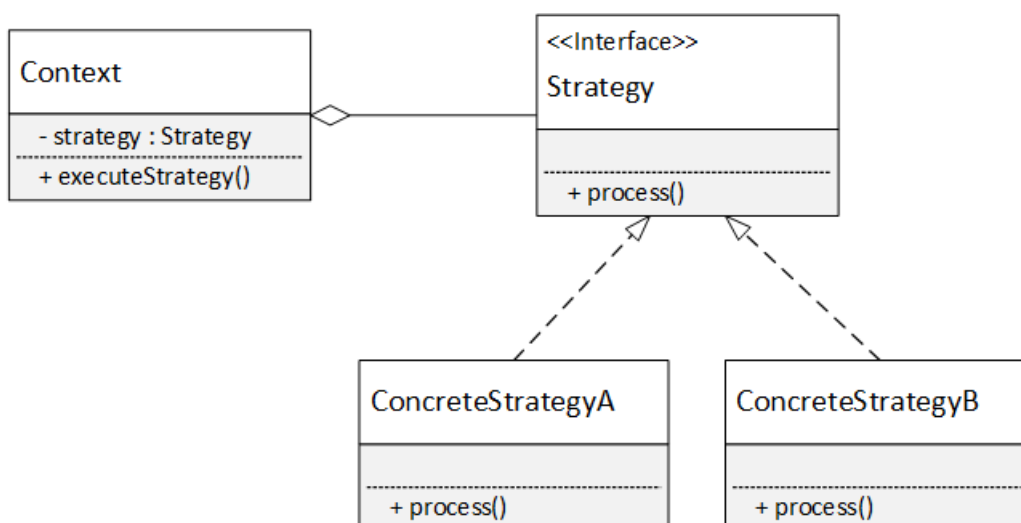 Context
- strategy : Strategy
+ executeStrategy()
<<Interface>>
Strategy
+ process()
ConcreteStrategyA
+ process()
ConcreteStrategyB
+ process()